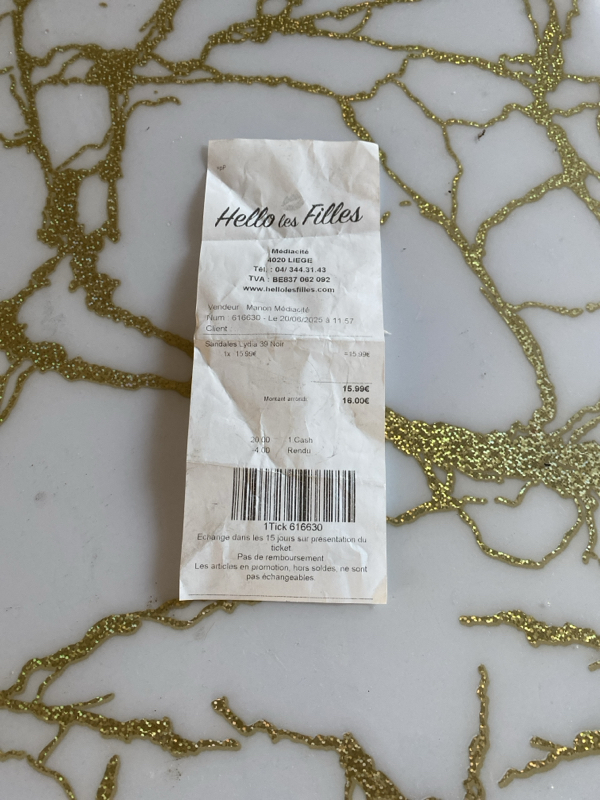 Hello les Filles
Médiacité
4020 LIEGE
Tél. : 04/ 344.31.43
TVA : BE837 062 092
www.hellolesfilles.com
Vendeur : Manon Médiacité
Num : 616630 - Le 20/06/2025 à 11:57
Client :
Sandales Lydia 39 Noir
1x 15.99€ =15.99€
15.99€
Montant arrondi: 16.00€
20.00 1 Cash
-4.00 Rendu
1Tick 616630
Echange dans les 15 jours sur présentation du
ticket.
Pas de remboursement
Les articles en promotion, hors soldes, ne sont
pas échangeables.